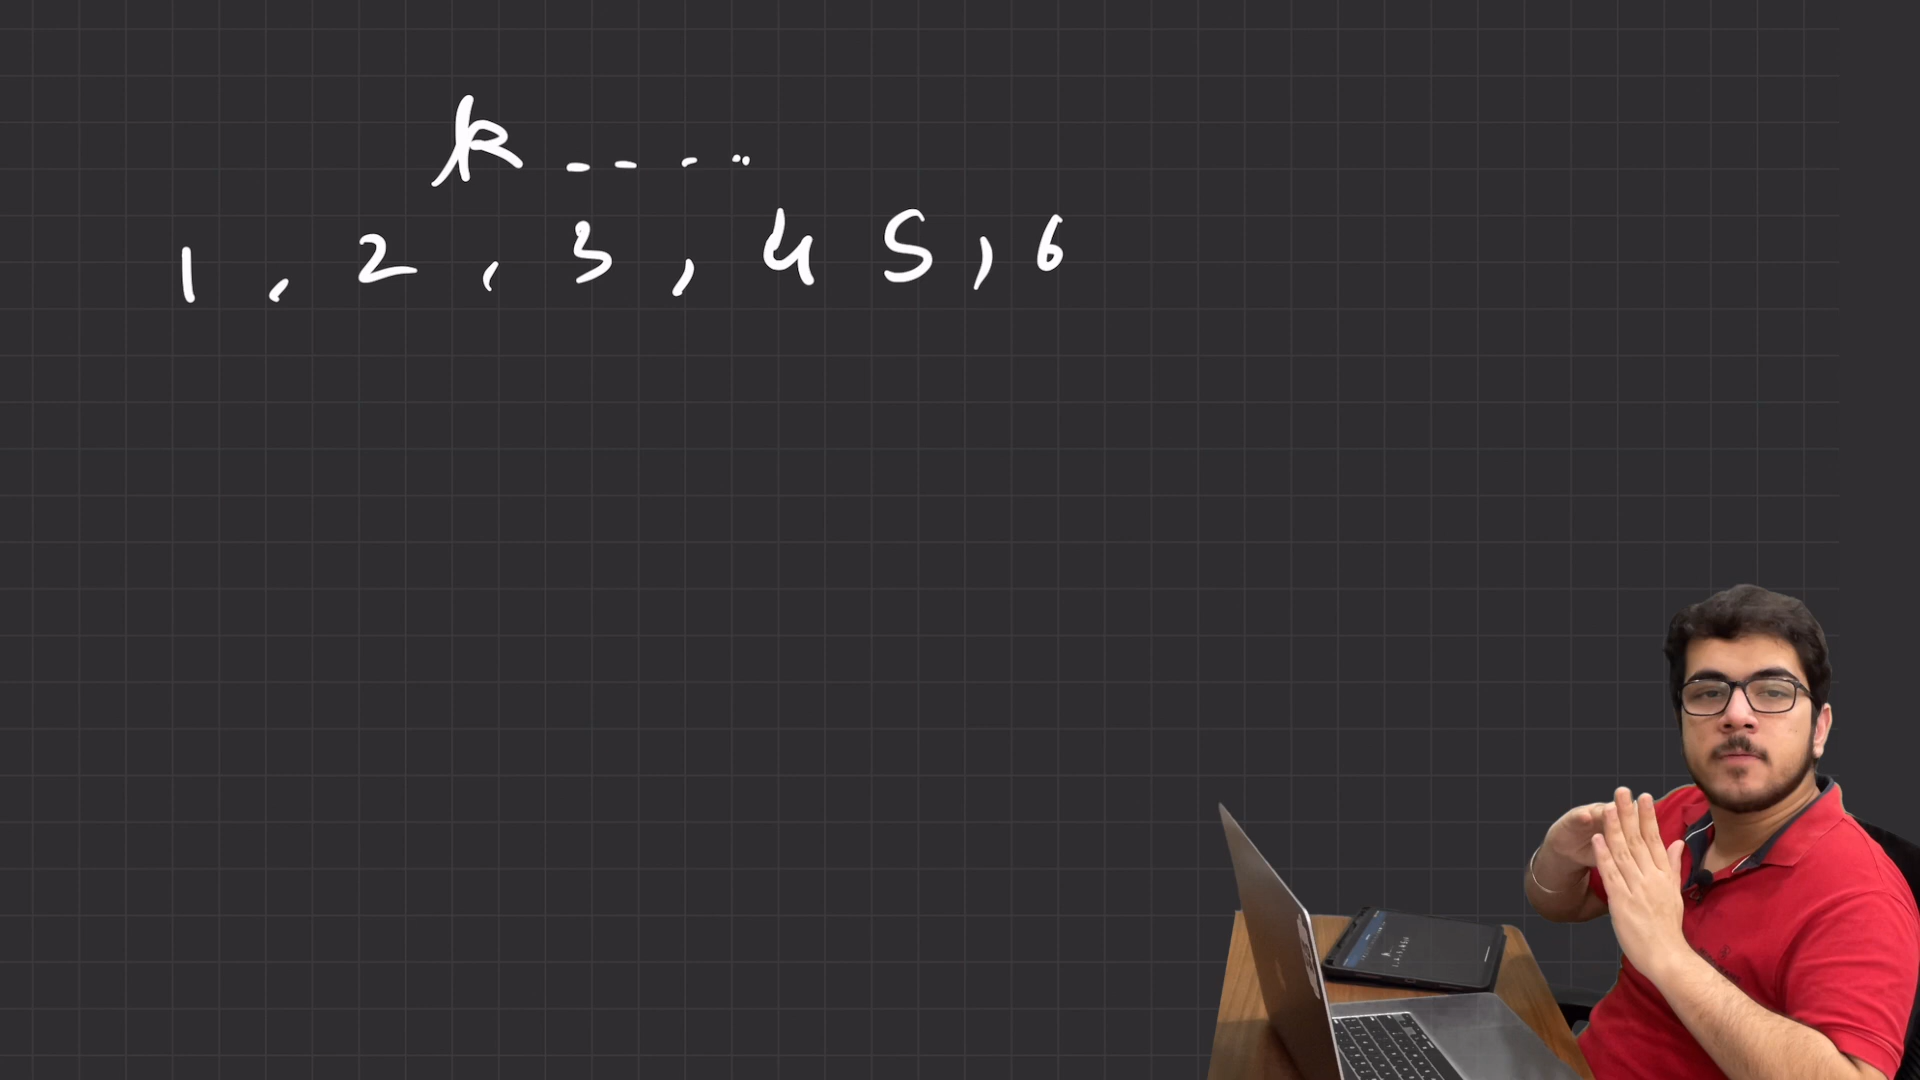 k - - - ..
1, 2, 3, 4 5, 6